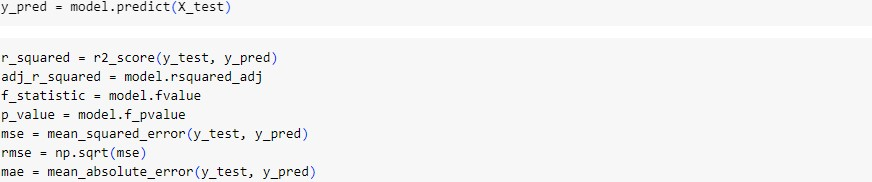 y_pred = model.predict(X_test)
r_squared = r2_score(y_test, y_pred)
adj_r_squared = model.rsquared_adj
f_statistic = model.fvalue
p_value = model.f_pvalue
mse = mean_squared_error(y_test, y_pred)
rmse = np.sqrt(mse)
mae = mean_absolute_error(y_test, y_pred)